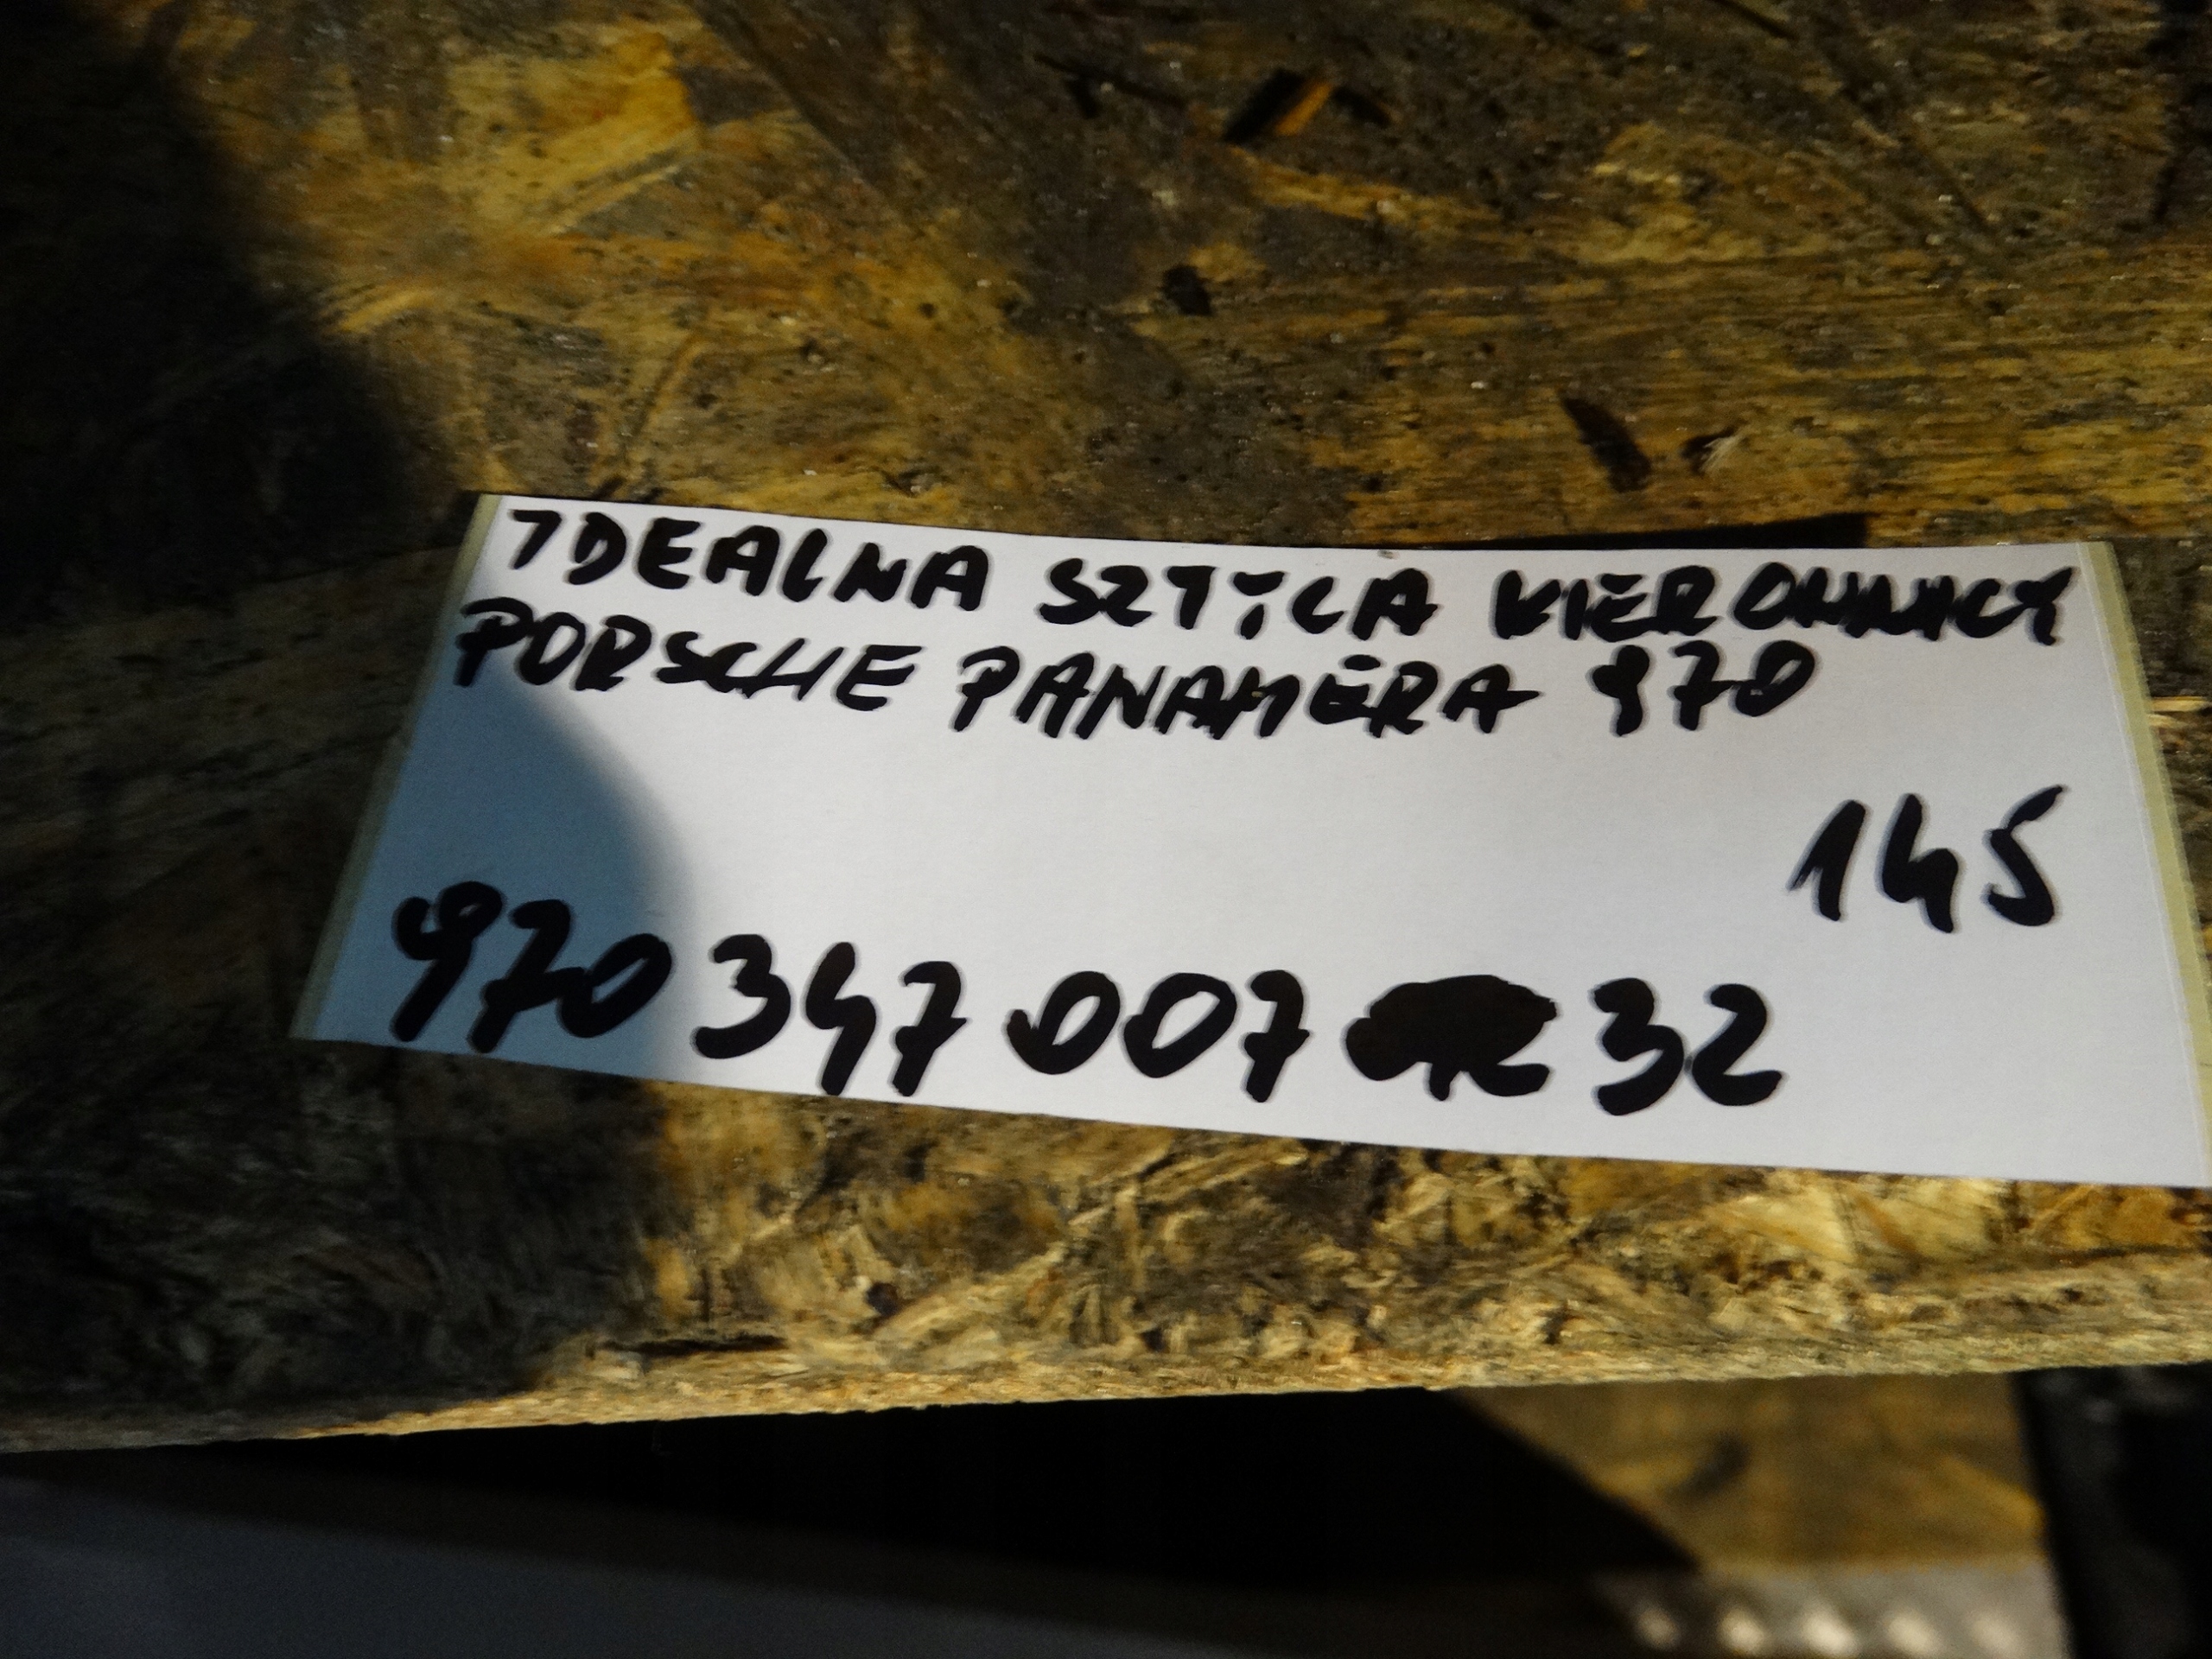 IDEALNA SZTYCA KIEROWNICY
PORSCHE PANAMERA 970
145
970 347 007 32